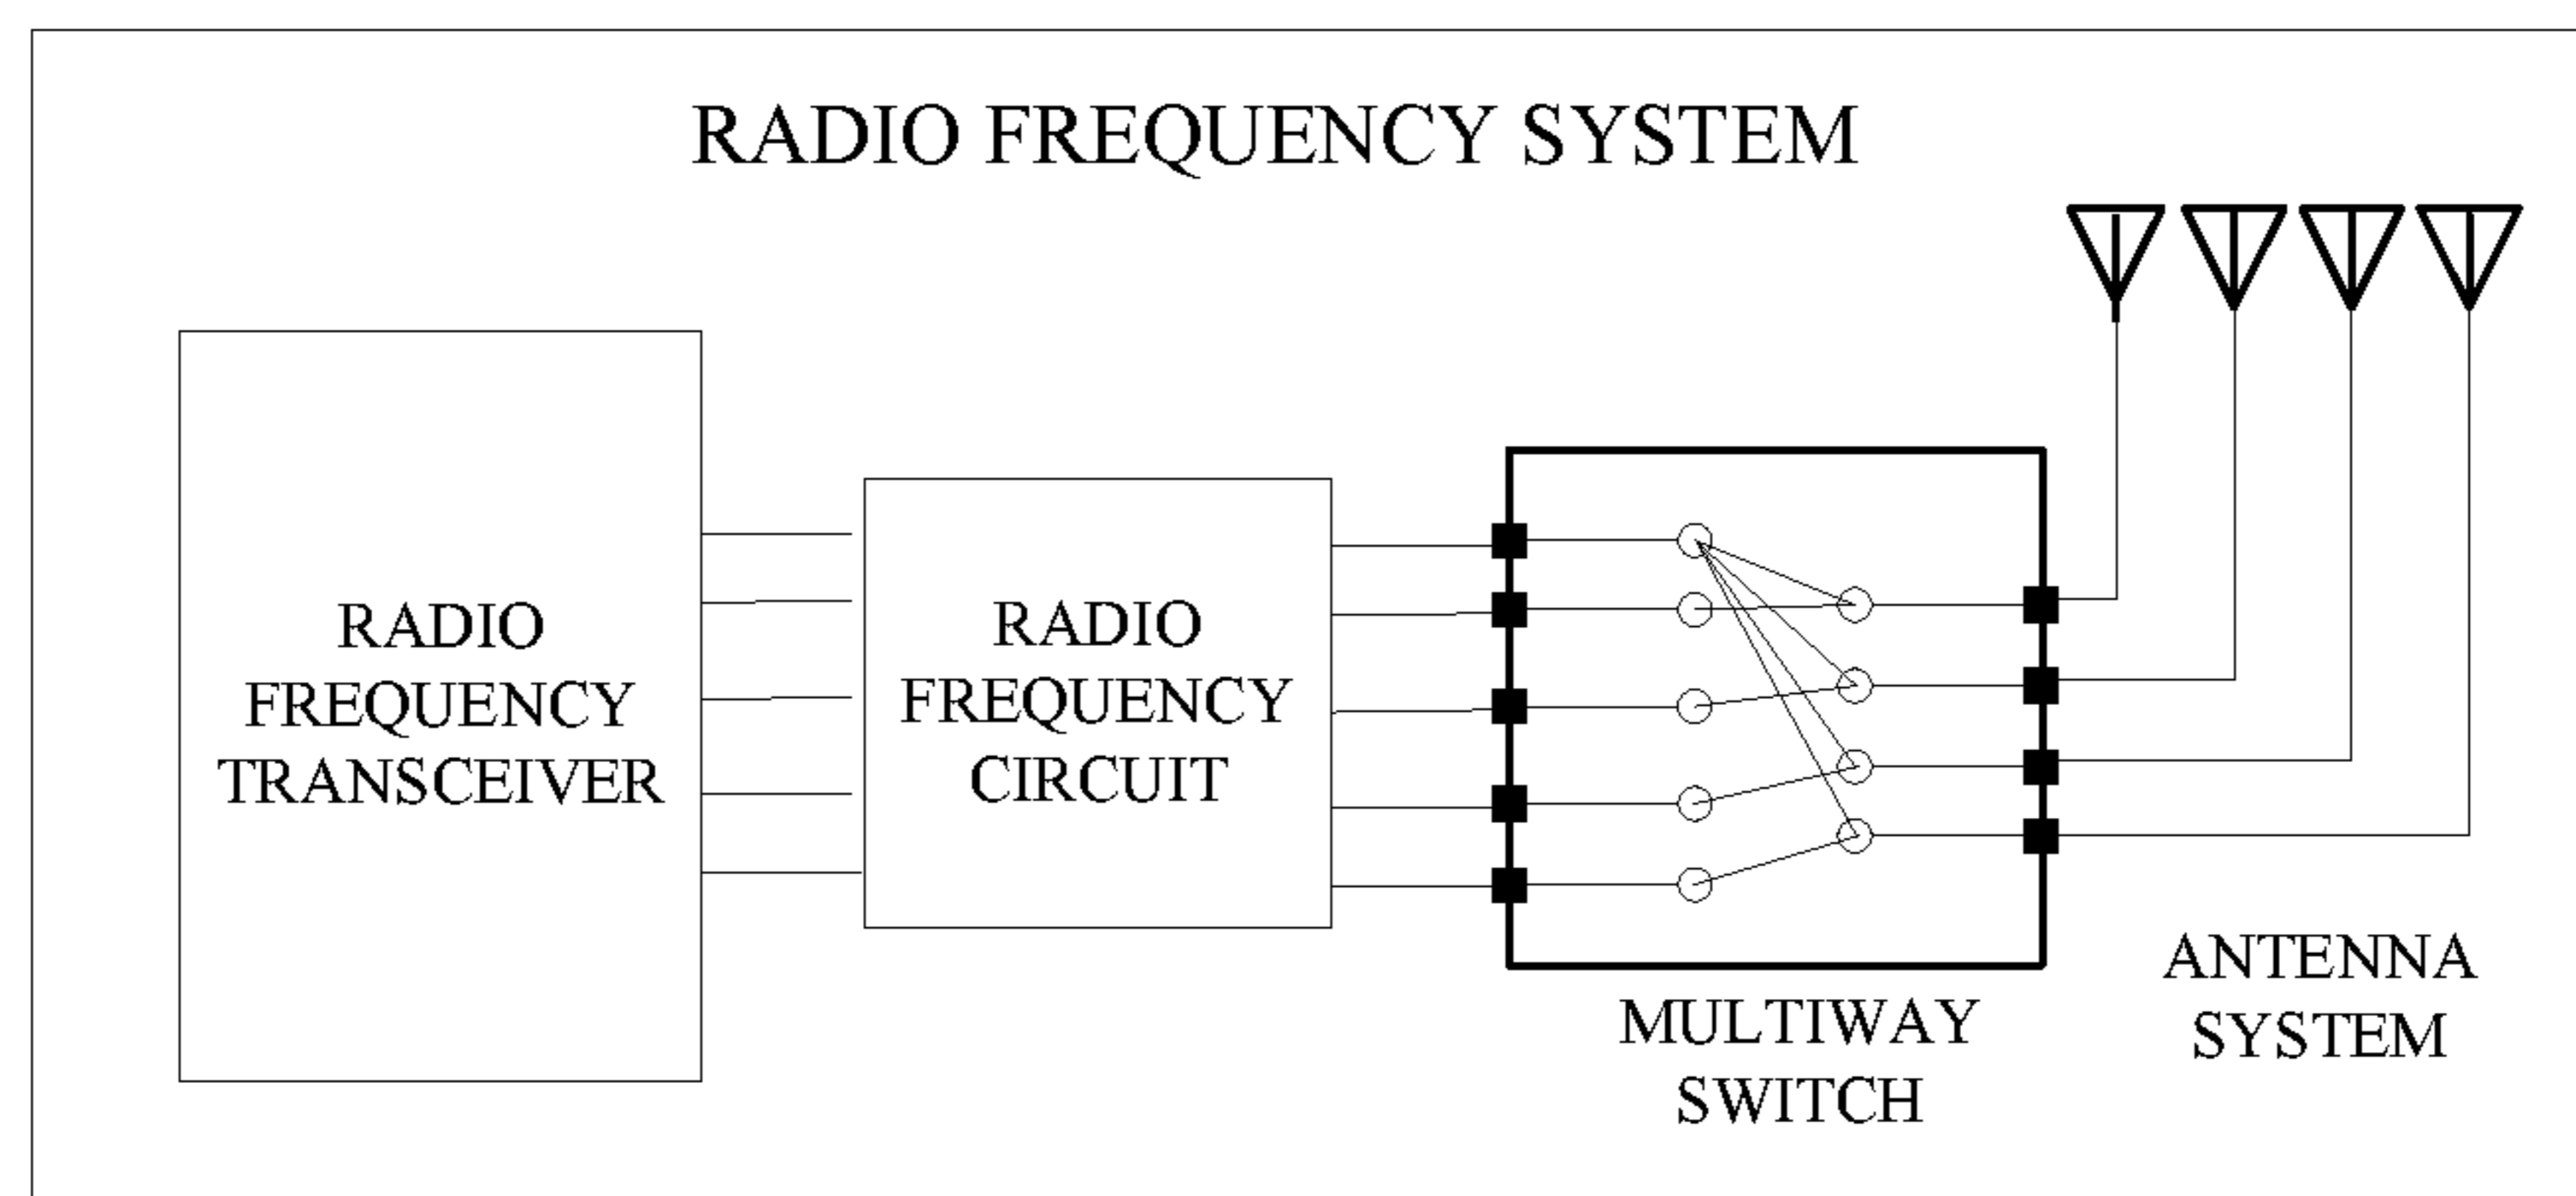 RADIO FREQUENCY SYSTEM
RADIO
FREQUENCY
TRANSCEIVER
RADIO
FREQUENCY
CIRCUIT
MULTIWAY
SWITCH
ANTENNA
SYSTEM